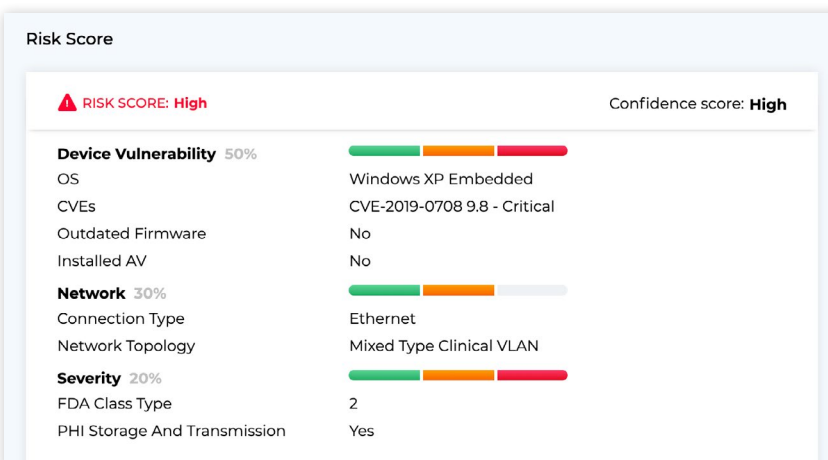 Risk Score
RISK SCORE: High
Confidence score: High
Device Vulnerability 50%
OS Windows XP Embedded
CVEs CVE-2019-0708 9.8 - Critical
Outdated Firmware No
Installed AV No
Network 30%
Connection Type Ethernet
Network Topology Mixed Type Clinical VLAN
Severity 20%
FDA Class Type 2
PHI Storage And Transmission Yes